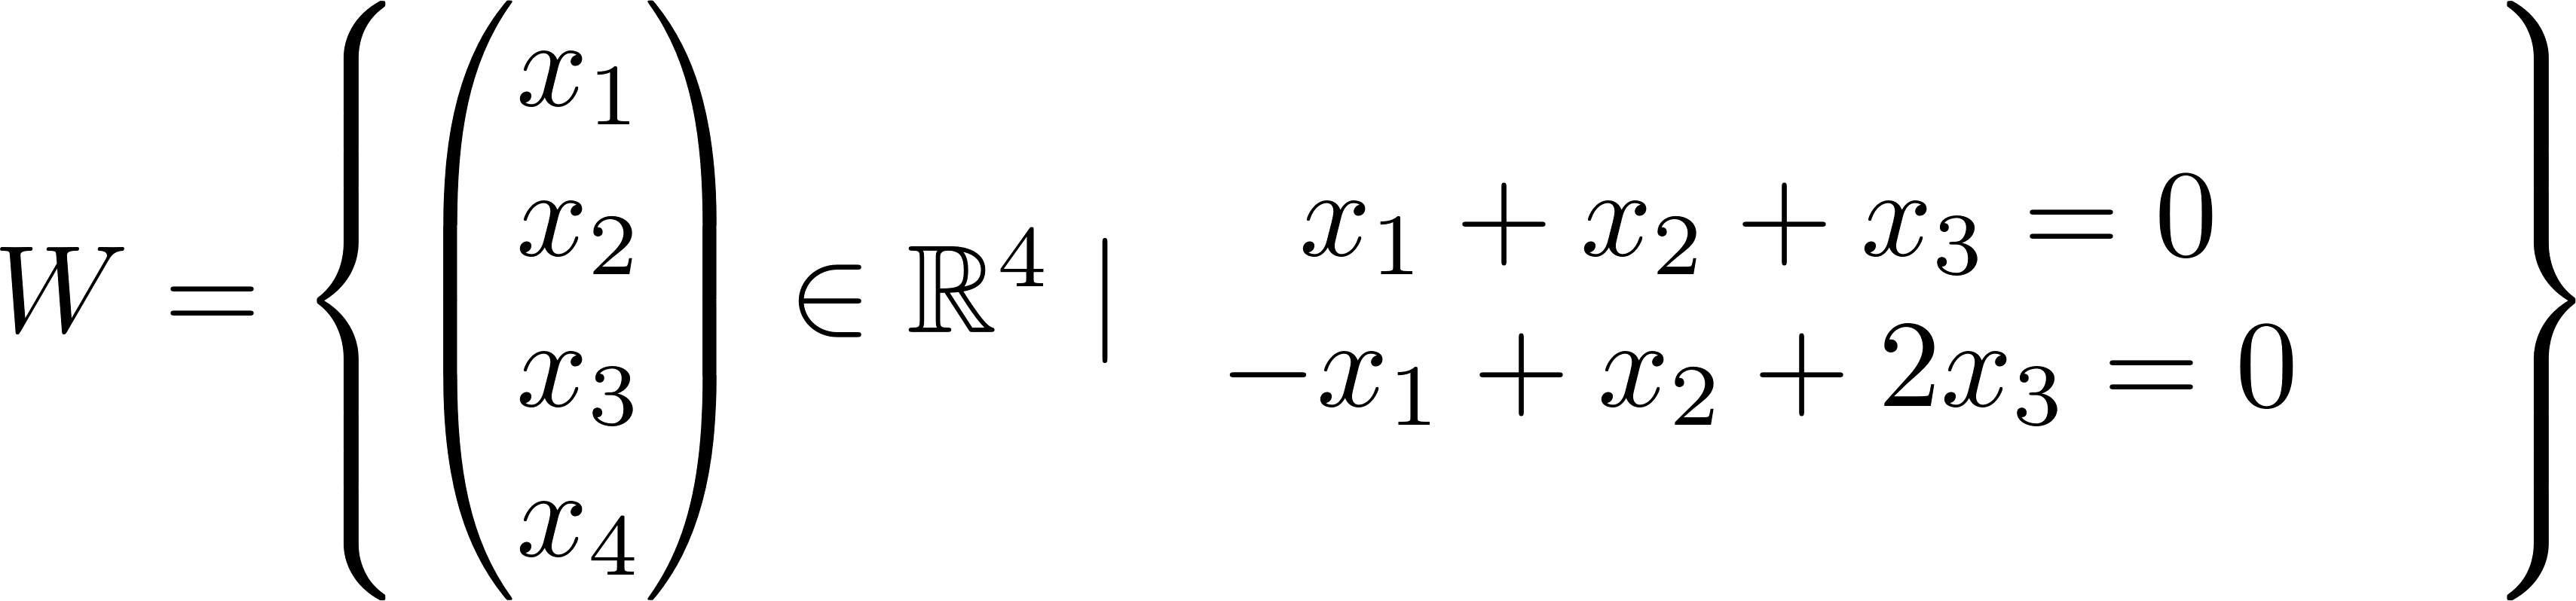 W = { ( x₁ x₂ x₃ x₄ ) ∈ ℝ⁴ | x₁ + x₂ + x₃ = 0
−x₁ + x₂ + 2x₃ = 0 }